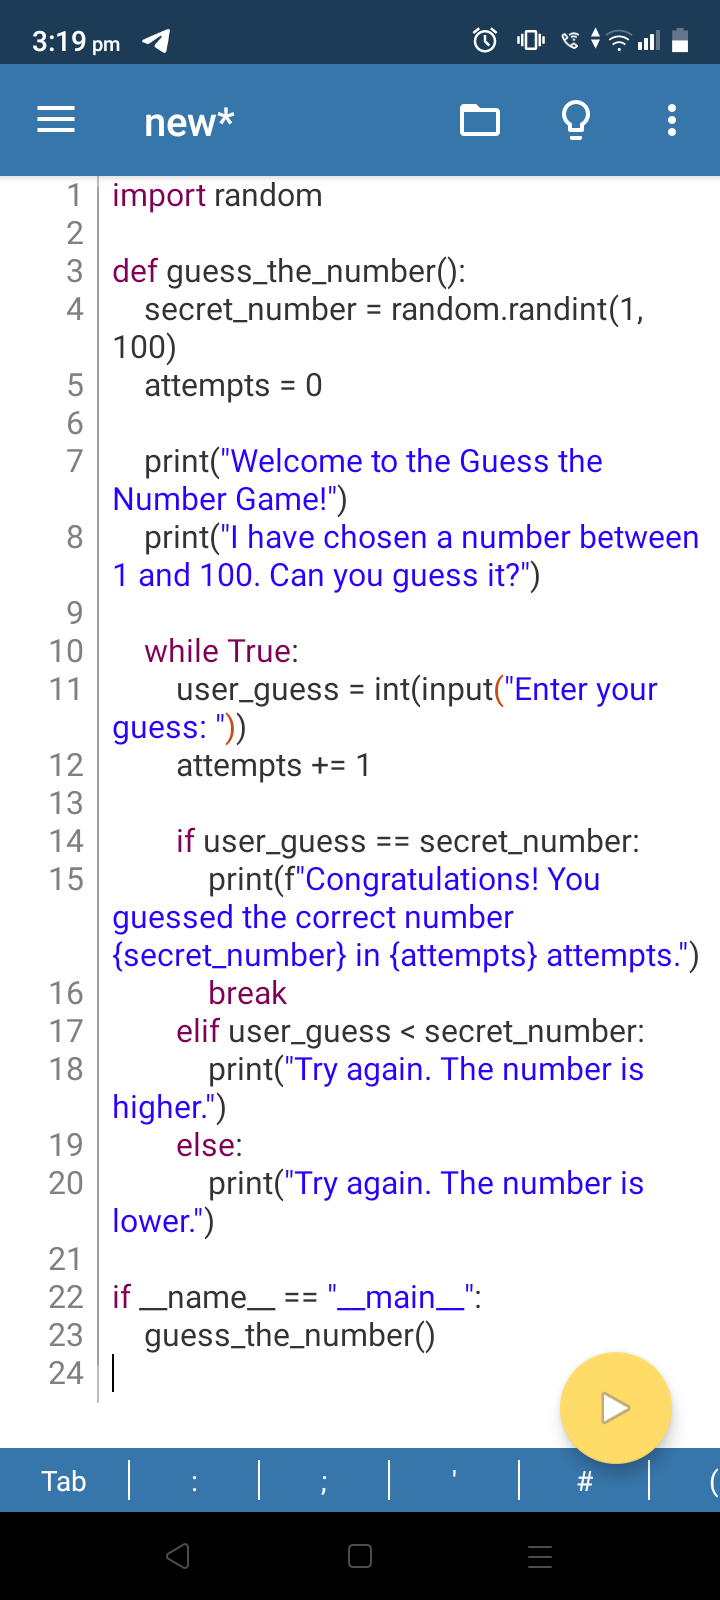 3:19 pm
new*
1 import random
2
3 def guess_the_number():
4     secret_number = random.randint(1,
100)
5     attempts = 0
6
7     print("Welcome to the Guess the
Number Game!")
8     print("I have chosen a number between
1 and 100. Can you guess it?")
9
10     while True:
11         user_guess = int(input("Enter your
guess: "))
12         attempts += 1
13
14         if user_guess == secret_number:
15             print(f"Congratulations! You
guessed the correct number
{secret_number} in {attempts} attempts.")
16             break
17         elif user_guess < secret_number:
18             print("Try again. The number is
higher.")
19         else:
20             print("Try again. The number is
lower.")
21
22 if __name__ == "__main__":
23     guess_the_number()
24
Tab : ; ' # (